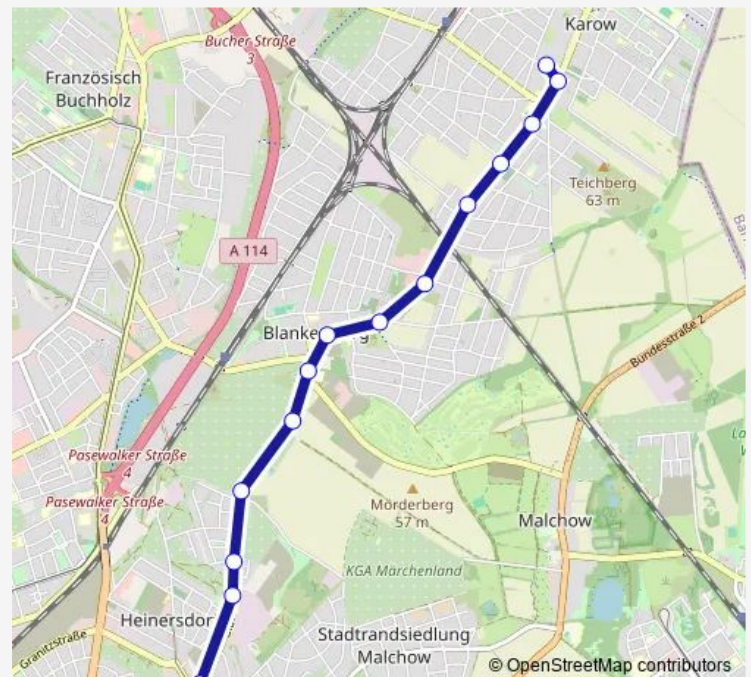 Karow
Bucher Straße
3
Französisch
Buchholz
Teichberg
63 m
A 114
Bundesstraße 2
Pasewalker Straße
4
Pasewalker Straße
4
Mörderberg
57 m
Malchow
KGA Märchenland
Heinersdor
Stadtrandsiedlung
Malchow
Granitzstraße
© OpenStreetMap contributors